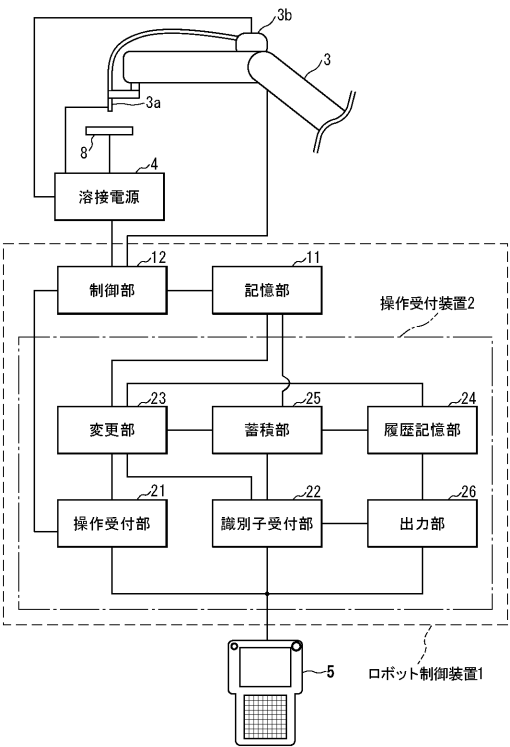 3b
3
3a
8
4
溶接電源
12
制御部
11
記憶部
操作受付装置2
23
変更部
25
蓄積部
24
履歴記憶部
21
操作受付部
22
識別子受付部
26
出力部
5
ロボット制御装置1